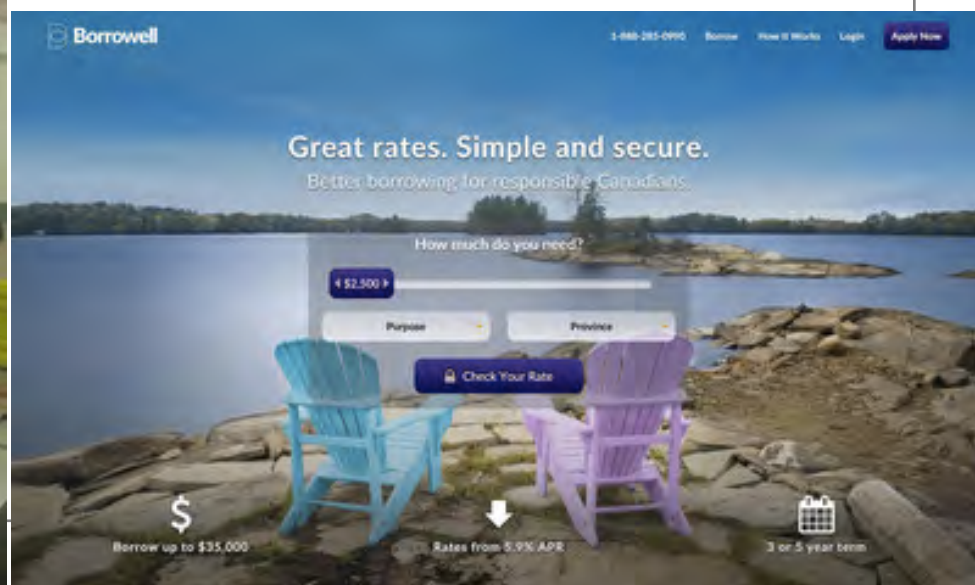 Borrowell
1-888-285-0995 Borrow How It Works Login Apply Now
Great rates. Simple and secure.
Better borrowing for responsible Canadians.
How much do you need?
$2,500
Purpose Province
Check Your Rate
$
Borrow up to $35,000 Rates from 5.9% APR 3 or 5 year term